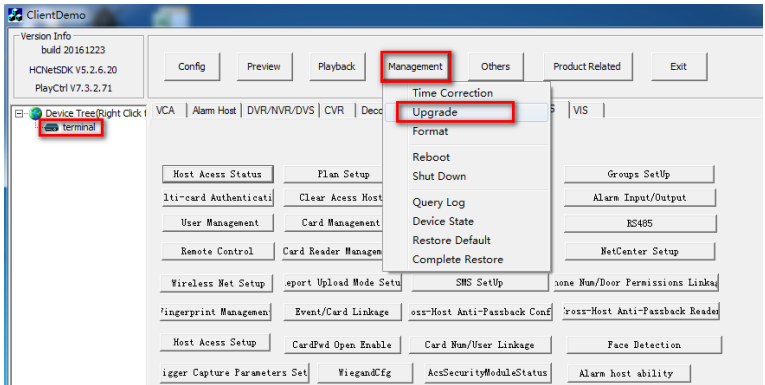 ClientDemo
Version Info
build 20161223
HCNetSDK V5.2.6.20
PlayCtrl V7.3.2.71
Config Preview Playback Management Others Product Related Exit
Time Correction
Upgrade
Format
Reboot
Shut Down
Query Log
Device State
Restore Default
Complete Restore
Device Tree(Right Click t
terminal
VCA Alarm Host DVR/NVR/DVS CVR Deco S VIS
Host Acess Status Plan Setup Groups SetUp
lti-card Authenticati Clear Acess Host Alarm Input/Output
User Management Card Management RS485
Remote Control Card Reader Managem NetCenter Setup
Wireless Net Setup eport Upload Mode Setu SMS SetUp hone Num/Door Permissions Linkag
Fingerprint Management Event/Card Linkage oss-Host Anti-Passback Conf Cross-Host Anti-Passback Reader
Host Acess Setup CardPwd Open Enable Card Num/User Linkage Face Detection
igger Capture Parameters Set WiegandCfg AcsSecurityModuleStatus Alarm host ability